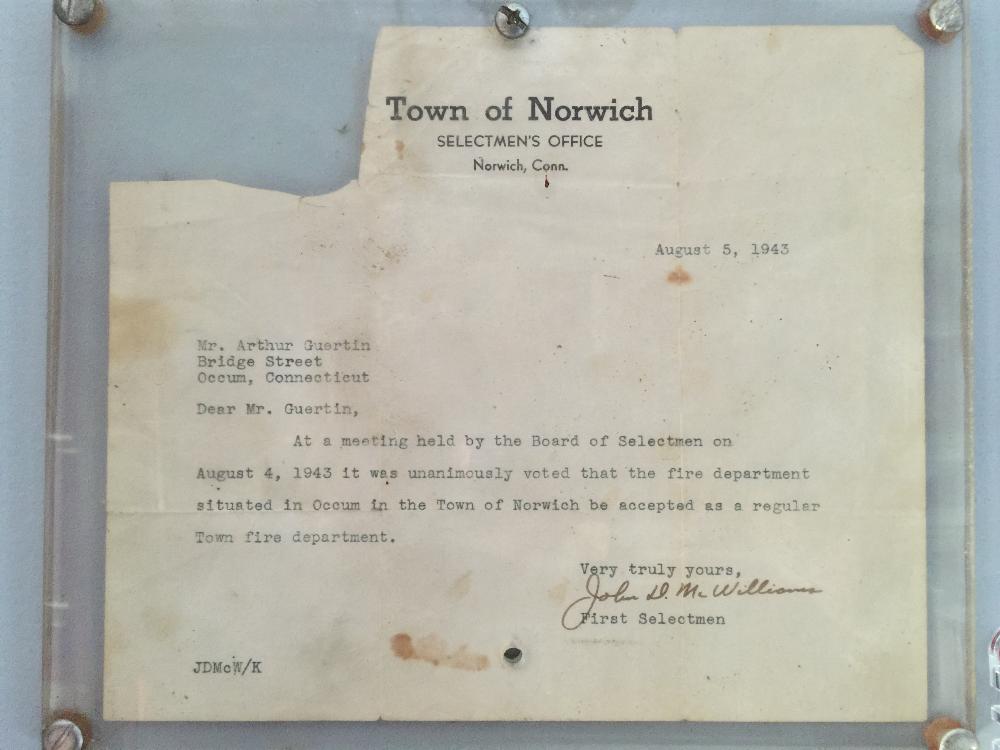 Town of Norwich
SELECTMEN'S OFFICE
Norwich, Conn.
August 5, 1943
Mr. Arthur Guertin
Bridge Street
Occum, Connecticut
Dear Mr. Guertin,
At a meeting held by the Board of Selectmen on
August 4, 1943 it was unanimously voted that the fire department
situated in Occum in the Town of Norwich be accepted as a regular
Town fire department.
Very truly yours,
John D. McWilliams
First Selectmen
JDMcW/K